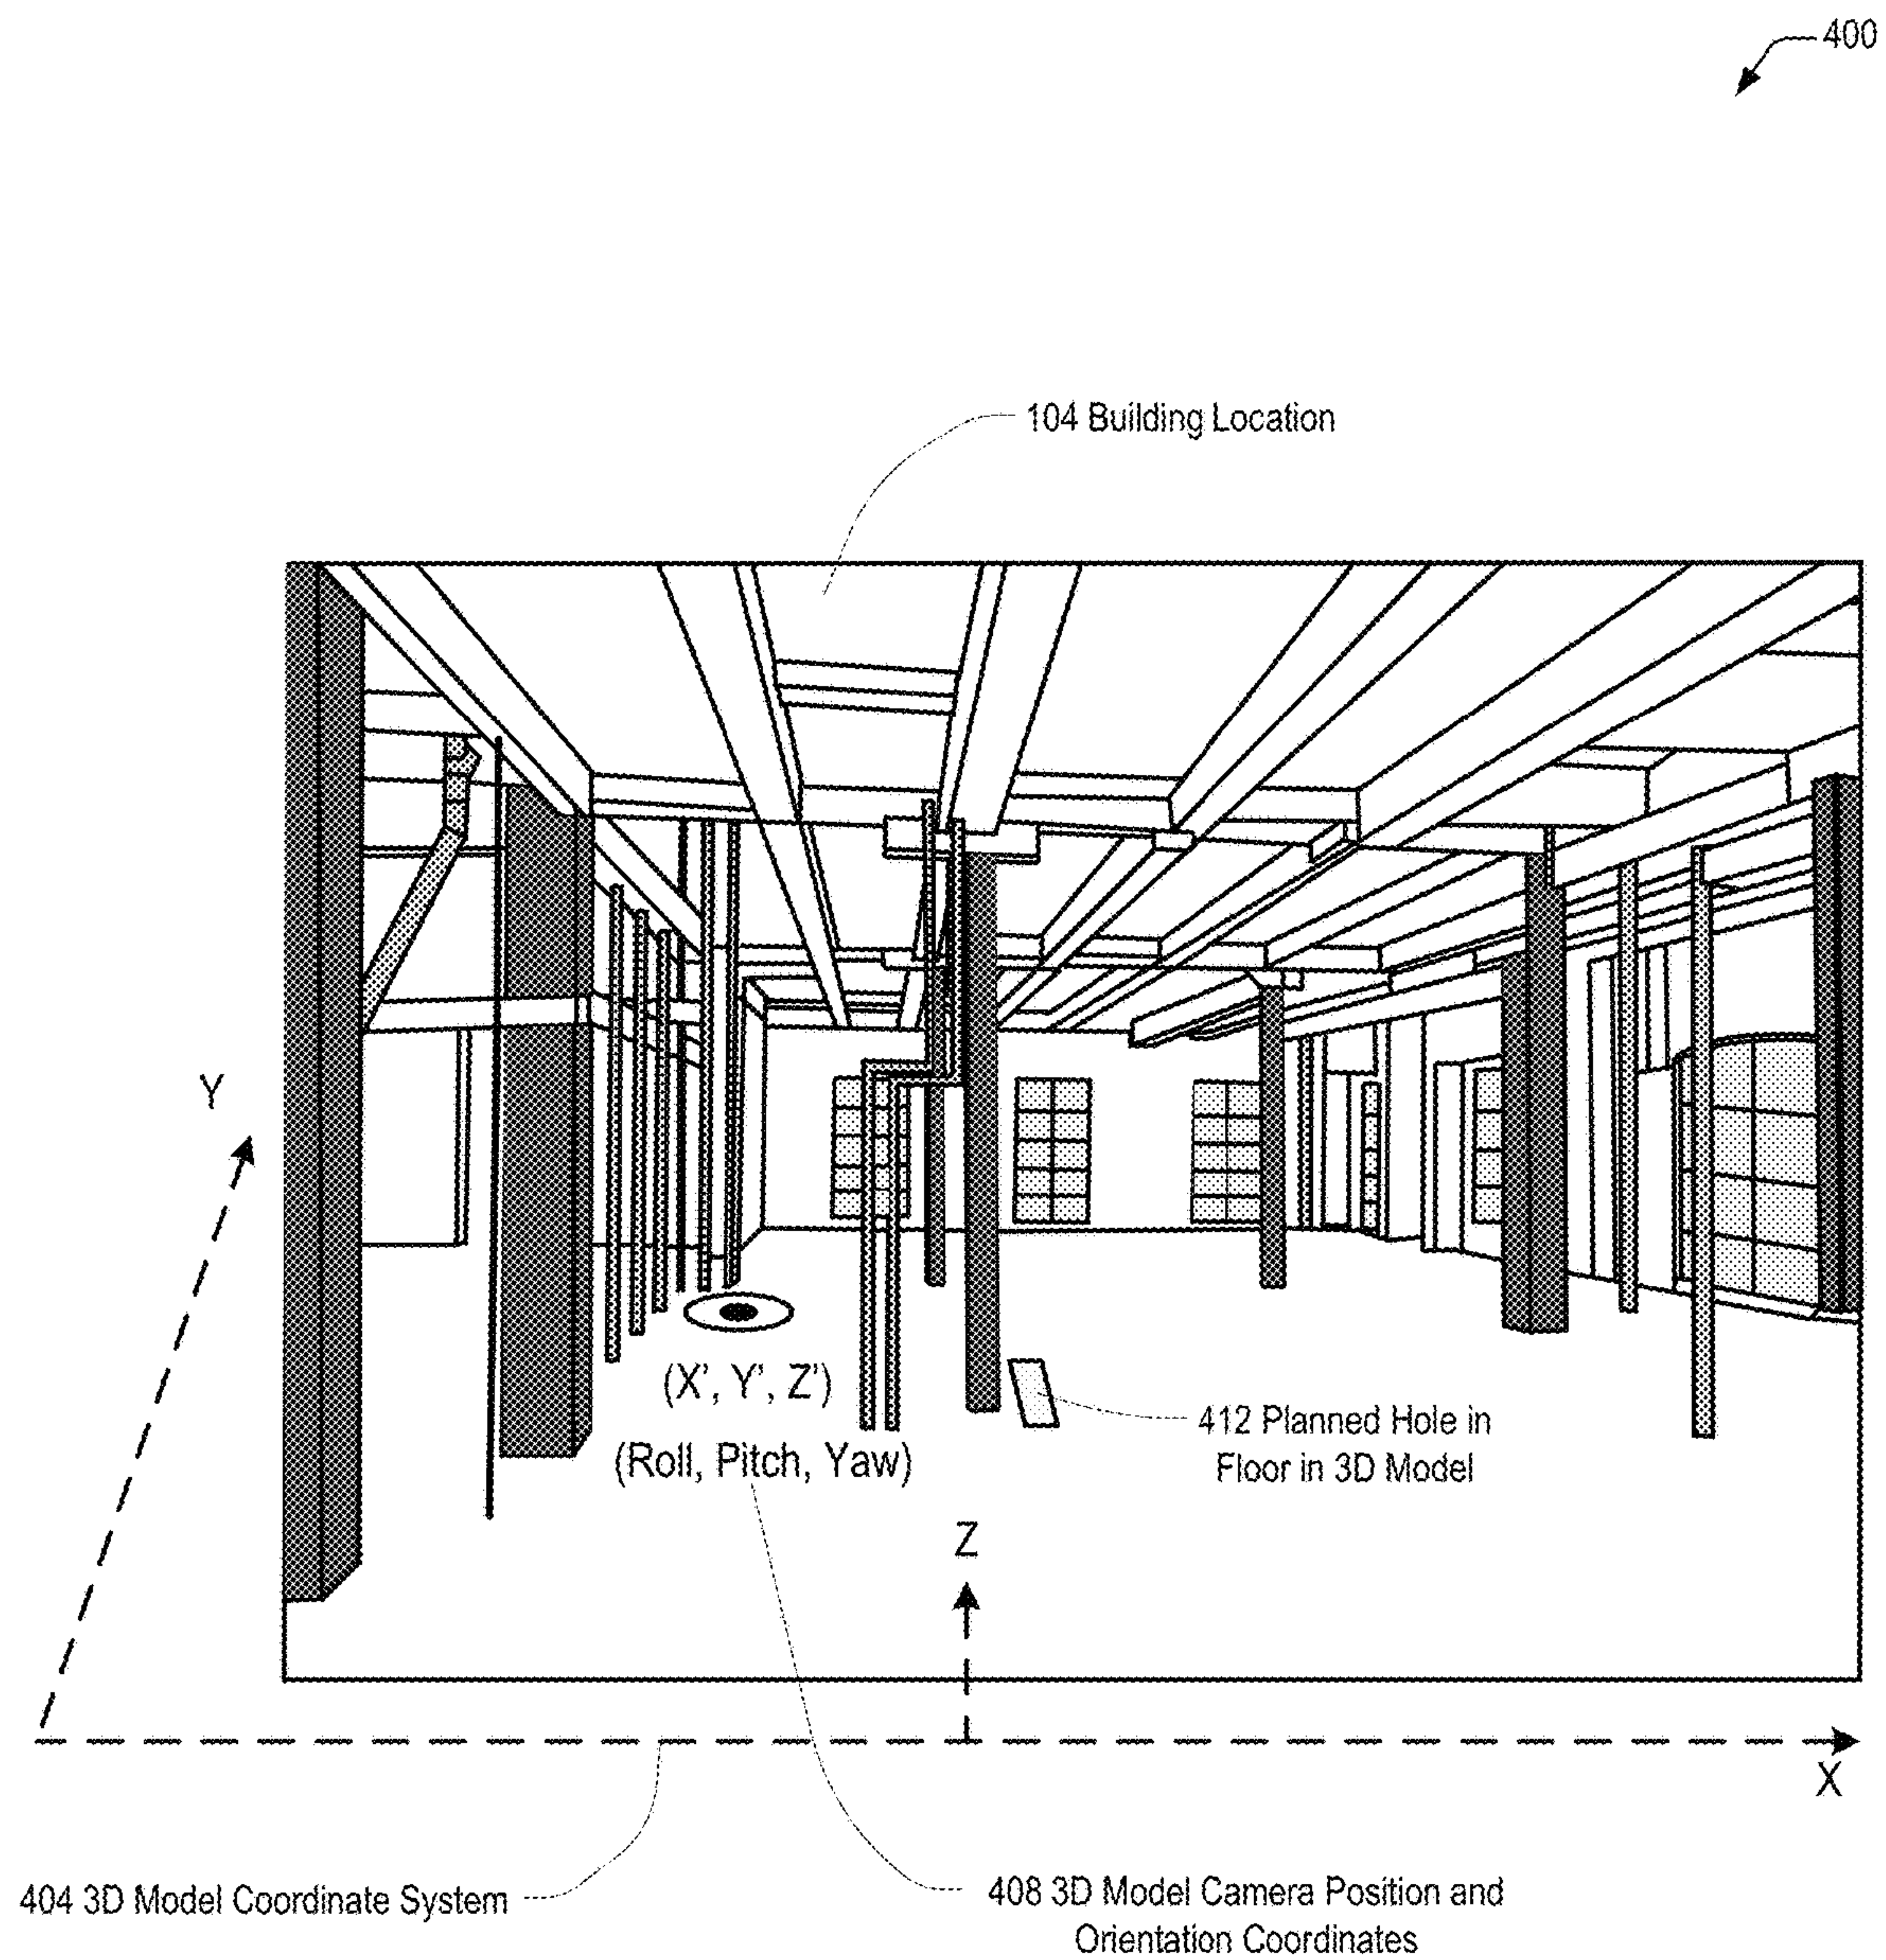 400
104 Building Location
Y
(X', Y', Z')
(Roll, Pitch, Yaw)
412 Planned Hole in
Floor in 3D Model
Z
X
404 3D Model Coordinate System
408 3D Model Camera Position and
Orientation Coordinates